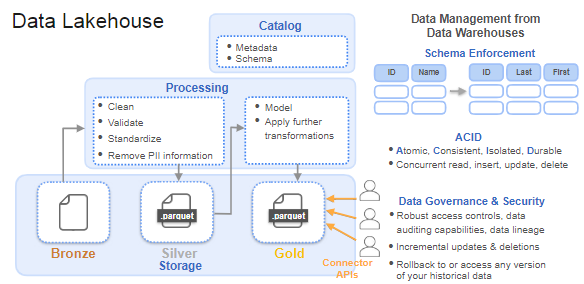 Data Lakehouse
Catalog
• Metadata
• Schema
Processing
• Clean
• Validate
• Standardize
• Remove PII information
• Model
• Apply further
transformations
.parquet
.parquet
Bronze
Silver
Gold
Storage
Connector
APIs
Data Management from
Data Warehouses
Schema Enforcement
ID Name ID Last First
ACID
• Atomic, Consistent, Isolated, Durable
• Concurrent read, insert, update, delete
Data Governance & Security
• Robust access controls, data
auditing capabilities, data lineage
• Incremental updates & deletions
• Rollback to or access any version
of your historical data